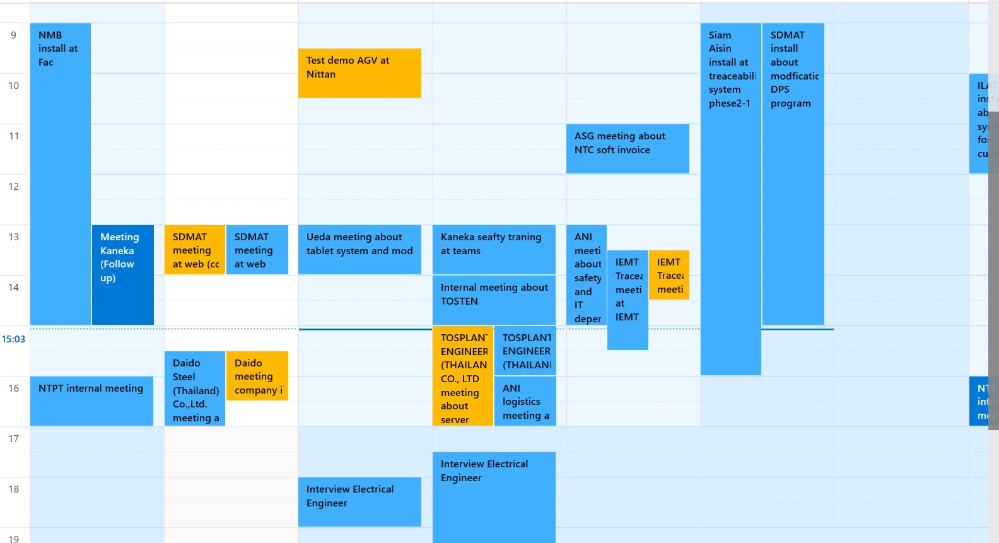 9
10
11
12
13
14
15:03
16
17
18
19
NMB
install at
Fac
Meeting
Kaneka
(Follow
up)
NTPT internal meeting
SDMAT
meeting
at web (cc
SDMAT
meeting
at web
Daido
Steel
(Thailand)
Co.,Ltd.
meeting a
Daido
meeting
company i
Test demo AGV at
Nittan
Ueda meeting about
tablet system and mod
Interview Electrical
Engineer
Kaneka seafty traning
at teams
Internal meeting about
TOSTEN
TOSPLANT
ENGINEER
(THAILAN
CO., LTD
meeting
about
server
TOSPLANT
ENGINEER
(THAILANI
ANI
logistics
meeting a
Interview Electrical
Engineer
ASG meeting about
NTC soft invoice
ANI
meeti
about
safety
and
IT
deper
IEMT
Tracea
meeti
at
IEMT
IEMT
Tracea
meeti
Siam
Aisin
install at
treaceabili
system
phese2-1
SDMAT
install
about
modficatic
DPS
program
ILAT
insta
abo
syst
for
cust
NTPT
inte
mee